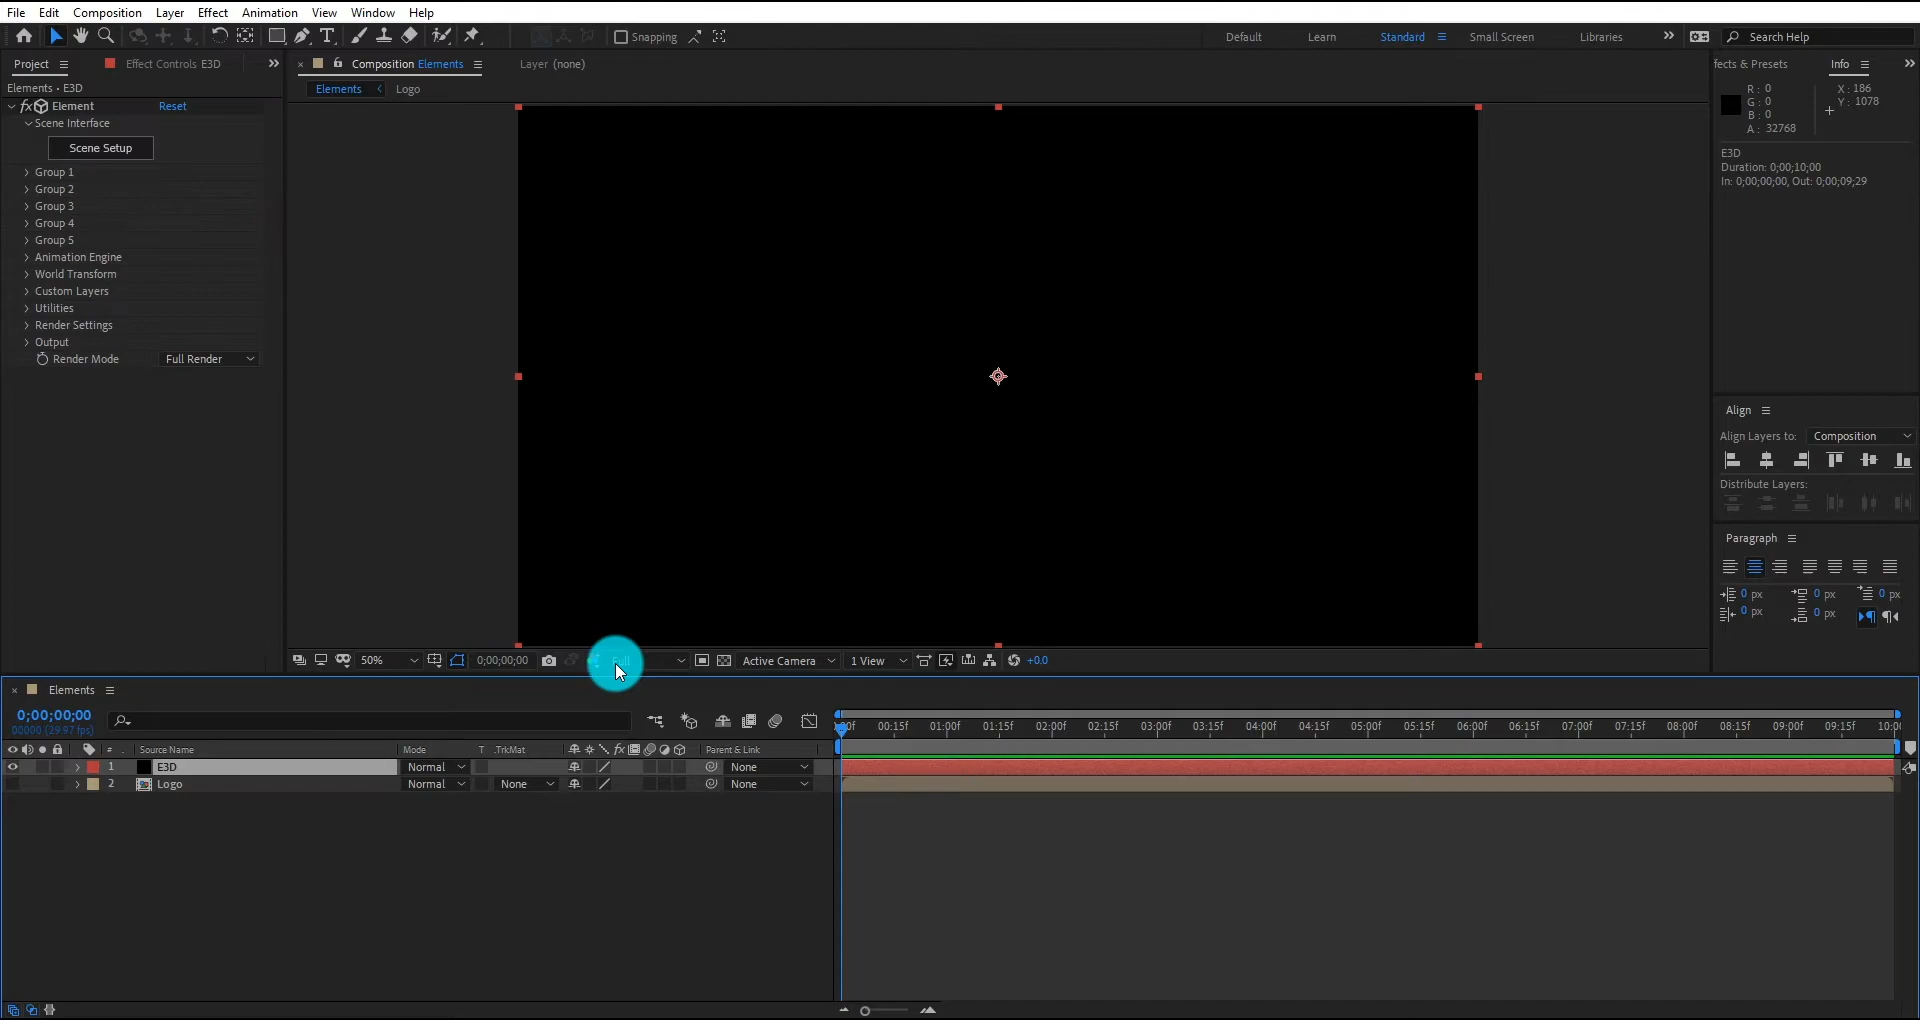 File Edit Composition Layer Effect Animation View Window Help
Snapping Default Learn Standard Small Screen Libraries Search Help
Project Effect Controls E3D Composition Elements Layer (none) fects & Presets Info
Elements • E3D
Elements Logo
fx Element Reset
Scene Interface
Scene Setup
Group 1
Group 2
Group 3
Group 4
Group 5
Animation Engine
World Transform
Custom Layers
Utilities
Render Settings
Output
Render Mode Full Render
R: 0 X: 186
G: 0 Y: 1078
B: 0
A: 32768
E3D
Duration: 0;00;10;00
In: 0;00;00;00, Out: 0;00;09;29
Align
Align Layers to: Composition
Distribute Layers:
Paragraph
0 px 0 px 0 px
0 px 0 px
50% 0;00;00;00 Full Active Camera 1 View +0.0
Elements
0;00;00;00
00000 (29.97 fps)
00:15f 01:00f 01:15f 02:00f 02:15f 03:00f 03:15f 04:00f 04:15f 05:00f 05:15f 06:00f 06:15f 07:00f 07:15f 08:00f 08:15f 09:00f 09:15f 10:00
# Source Name Mode T .TrkMat fx Parent & Link
1 E3D Normal None
2 Logo Normal None None